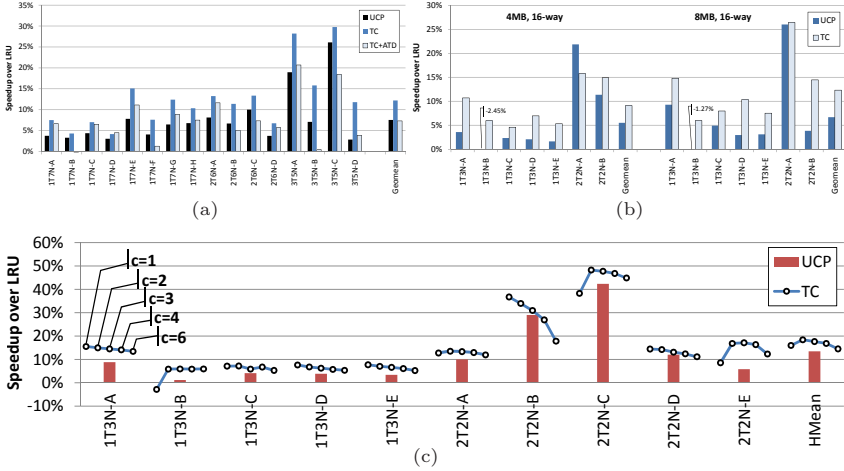 35%
30%
25%
20%
15%
10%
5%
0%
Speedup over LRU
UCP
TC
TC+ATD
1T7N-A
1T7N-B
1T7N-C
1T7N-D
1T7N-E
1T7N-F
1T7N-G
1T7N-H
2T6N-A
2T6N-B
2T6N-C
2T6N-D
3T5N-A
3T5N-B
3T5N-C
3T5N-D
Geomean
(a)
30%
25%
20%
15%
10%
5%
0%
Speedup over LRU
4MB, 16-way
8MB, 16-way
UCP
TC
-2.45%
-1.27%
1T3N-A
1T3N-B
1T3N-C
1T3N-D
1T3N-E
2T2N-A
2T2N-B
Geomean
1T3N-A
1T3N-B
1T3N-C
1T3N-D
1T3N-E
2T2N-A
2T2N-B
Geomean
(b)
60%
50%
40%
30%
20%
10%
0%
-10%
Speedup over LRU
c=1
c=2
c=3
c=4
c=6
UCP
TC
1T3N-A
1T3N-B
1T3N-C
1T3N-D
1T3N-E
2T2N-A
2T2N-B
2T2N-C
2T2N-D
2T2N-E
HMean
(c)